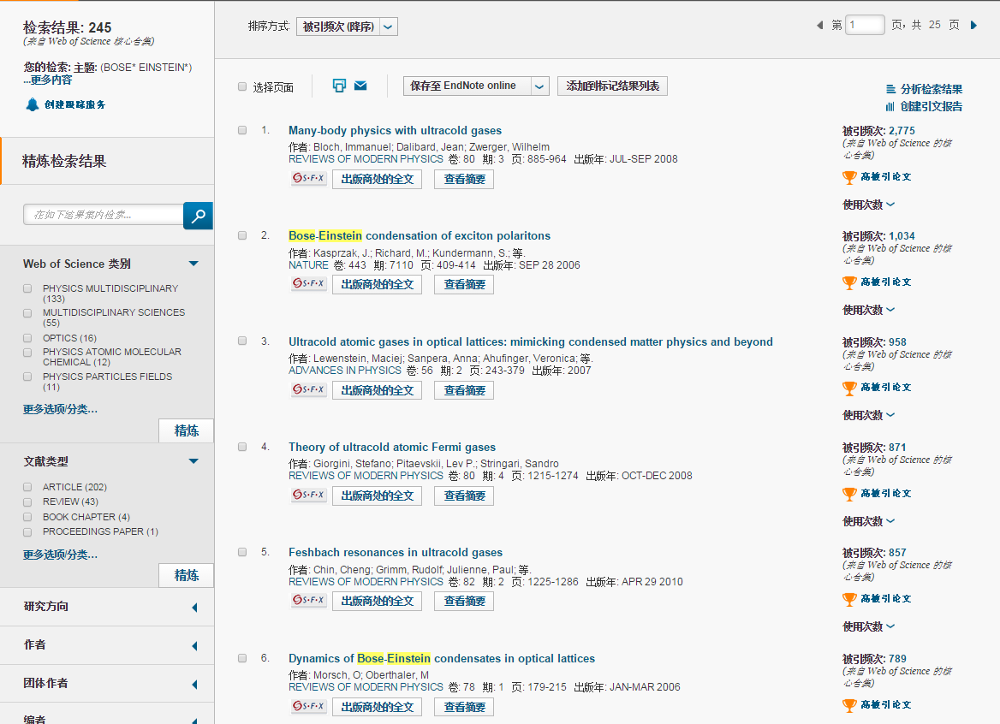 检索结果: 245
(来自 Web of Science 核心合集)
您的检索: 主题: (BOSE* EINSTEIN*)
...更多内容
创建跟踪服务
精炼检索结果
在如下结果集内检索...
Web of Science 类别
PHYSICS MULTIDISCIPLINARY
(133)
MULTIDISCIPLINARY SCIENCES
(55)
OPTICS (16)
PHYSICS ATOMIC MOLECULAR
CHEMICAL (12)
PHYSICS PARTICLES FIELDS
(11)
更多选项/分类...
精炼
文献类型
ARTICLE (202)
REVIEW (43)
BOOK CHAPTER (4)
PROCEEDINGS PAPER (1)
更多选项/分类...
精炼
研究方向
作者
团体作者
编者
排序方式: 被引频次 (降序)
第 1 页，共 25 页
选择页面
保存至 EndNote online
添加到标记结果列表
分析检索结果
创建引文报告
1. Many-body physics with ultracold gases
作者: Bloch, Immanuel; Dalibard, Jean; Zwerger, Wilhelm
REVIEWS OF MODERN PHYSICS 卷: 80 期: 3 页: 885-964 出版年: JUL-SEP 2008
S·F·X 出版商处的全文 查看摘要
被引频次: 2,775
(来自 Web of Science 的核
心合集)
高被引论文
使用次数
2. Bose-Einstein condensation of exciton polaritons
作者: Kasprzak, J.; Richard, M.; Kundermann, S.; 等.
NATURE 卷: 443 期: 7110 页: 409-414 出版年: SEP 28 2006
S·F·X 出版商处的全文 查看摘要
被引频次: 1,034
(来自 Web of Science 的核
心合集)
高被引论文
使用次数
3. Ultracold atomic gases in optical lattices: mimicking condensed matter physics and beyond
作者: Lewenstein, Maciej; Sanpera, Anna; Ahufinger, Veronica; 等.
ADVANCES IN PHYSICS 卷: 56 期: 2 页: 243-379 出版年: 2007
S·F·X 出版商处的全文 查看摘要
被引频次: 958
(来自 Web of Science 的核
心合集)
高被引论文
使用次数
4. Theory of ultracold atomic Fermi gases
作者: Giorgini, Stefano; Pitaevskii, Lev P.; Stringari, Sandro
REVIEWS OF MODERN PHYSICS 卷: 80 期: 4 页: 1215-1274 出版年: OCT-DEC 2008
S·F·X 出版商处的全文 查看摘要
被引频次: 871
(来自 Web of Science 的核
心合集)
高被引论文
使用次数
5. Feshbach resonances in ultracold gases
作者: Chin, Cheng; Grimm, Rudolf; Julienne, Paul; 等.
REVIEWS OF MODERN PHYSICS 卷: 82 期: 2 页: 1225-1286 出版年: APR 29 2010
S·F·X 出版商处的全文 查看摘要
被引频次: 857
(来自 Web of Science 的核
心合集)
高被引论文
使用次数
6. Dynamics of Bose-Einstein condensates in optical lattices
作者: Morsch, O; Oberthaler, M
REVIEWS OF MODERN PHYSICS 卷: 78 期: 1 页: 179-215 出版年: JAN-MAR 2006
S·F·X 出版商处的全文 查看摘要
被引频次: 789
(来自 Web of Science 的核
心合集)
高被引论文